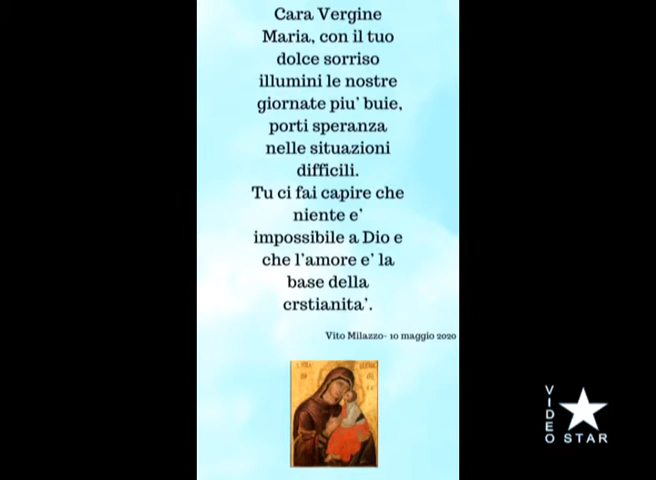 Cara Vergine
Maria, con il tuo
dolce sorriso
illumini le nostre
giornate piu' buie,
porti speranza
nelle situazioni
difficili.
Tu ci fai capire che
niente e'
impossibile a Dio e
che l'amore e' la
base della
crstianita'.
Vito Milazzo- 10 maggio 2020
VIDEO
STAR